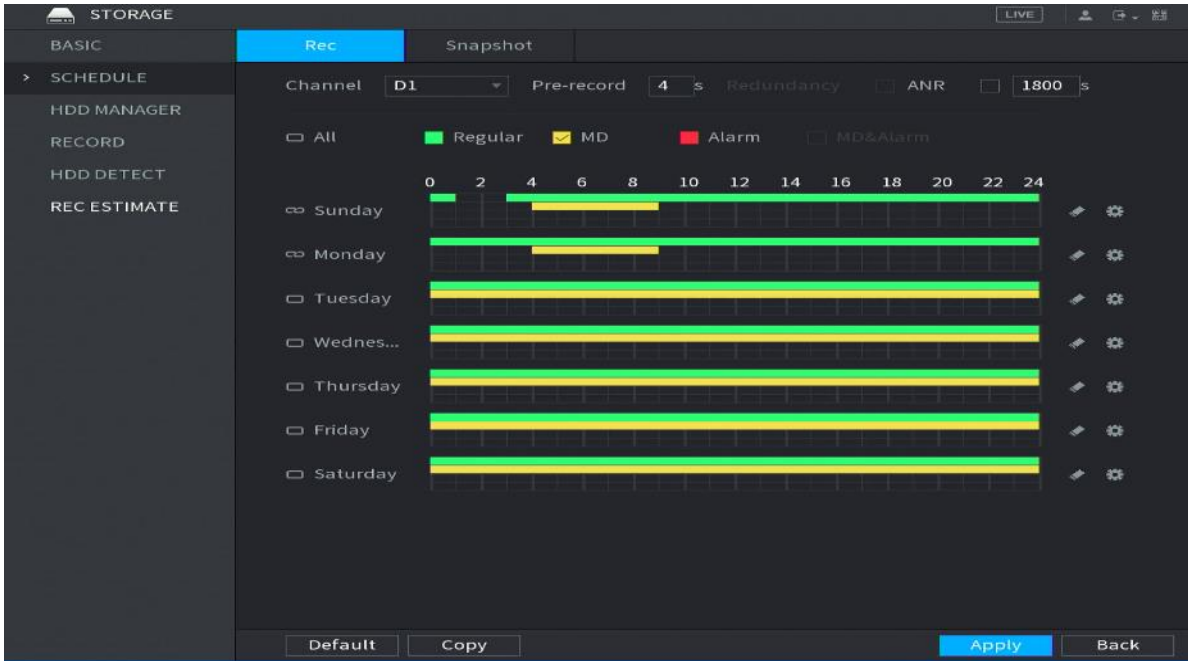 STORAGE LIVE
BASIC Rec Snapshot
> SCHEDULE Channel D1 Pre-record 4 s Redundancy ANR 1800 s
HDD MANAGER
RECORD All Regular MD Alarm MD&Alarm
HDD DETECT 0 2 4 6 8 10 12 14 16 18 20 22 24
REC ESTIMATE Sunday
Monday
Tuesday
Wednes...
Thursday
Friday
Saturday
Default Copy Apply Back